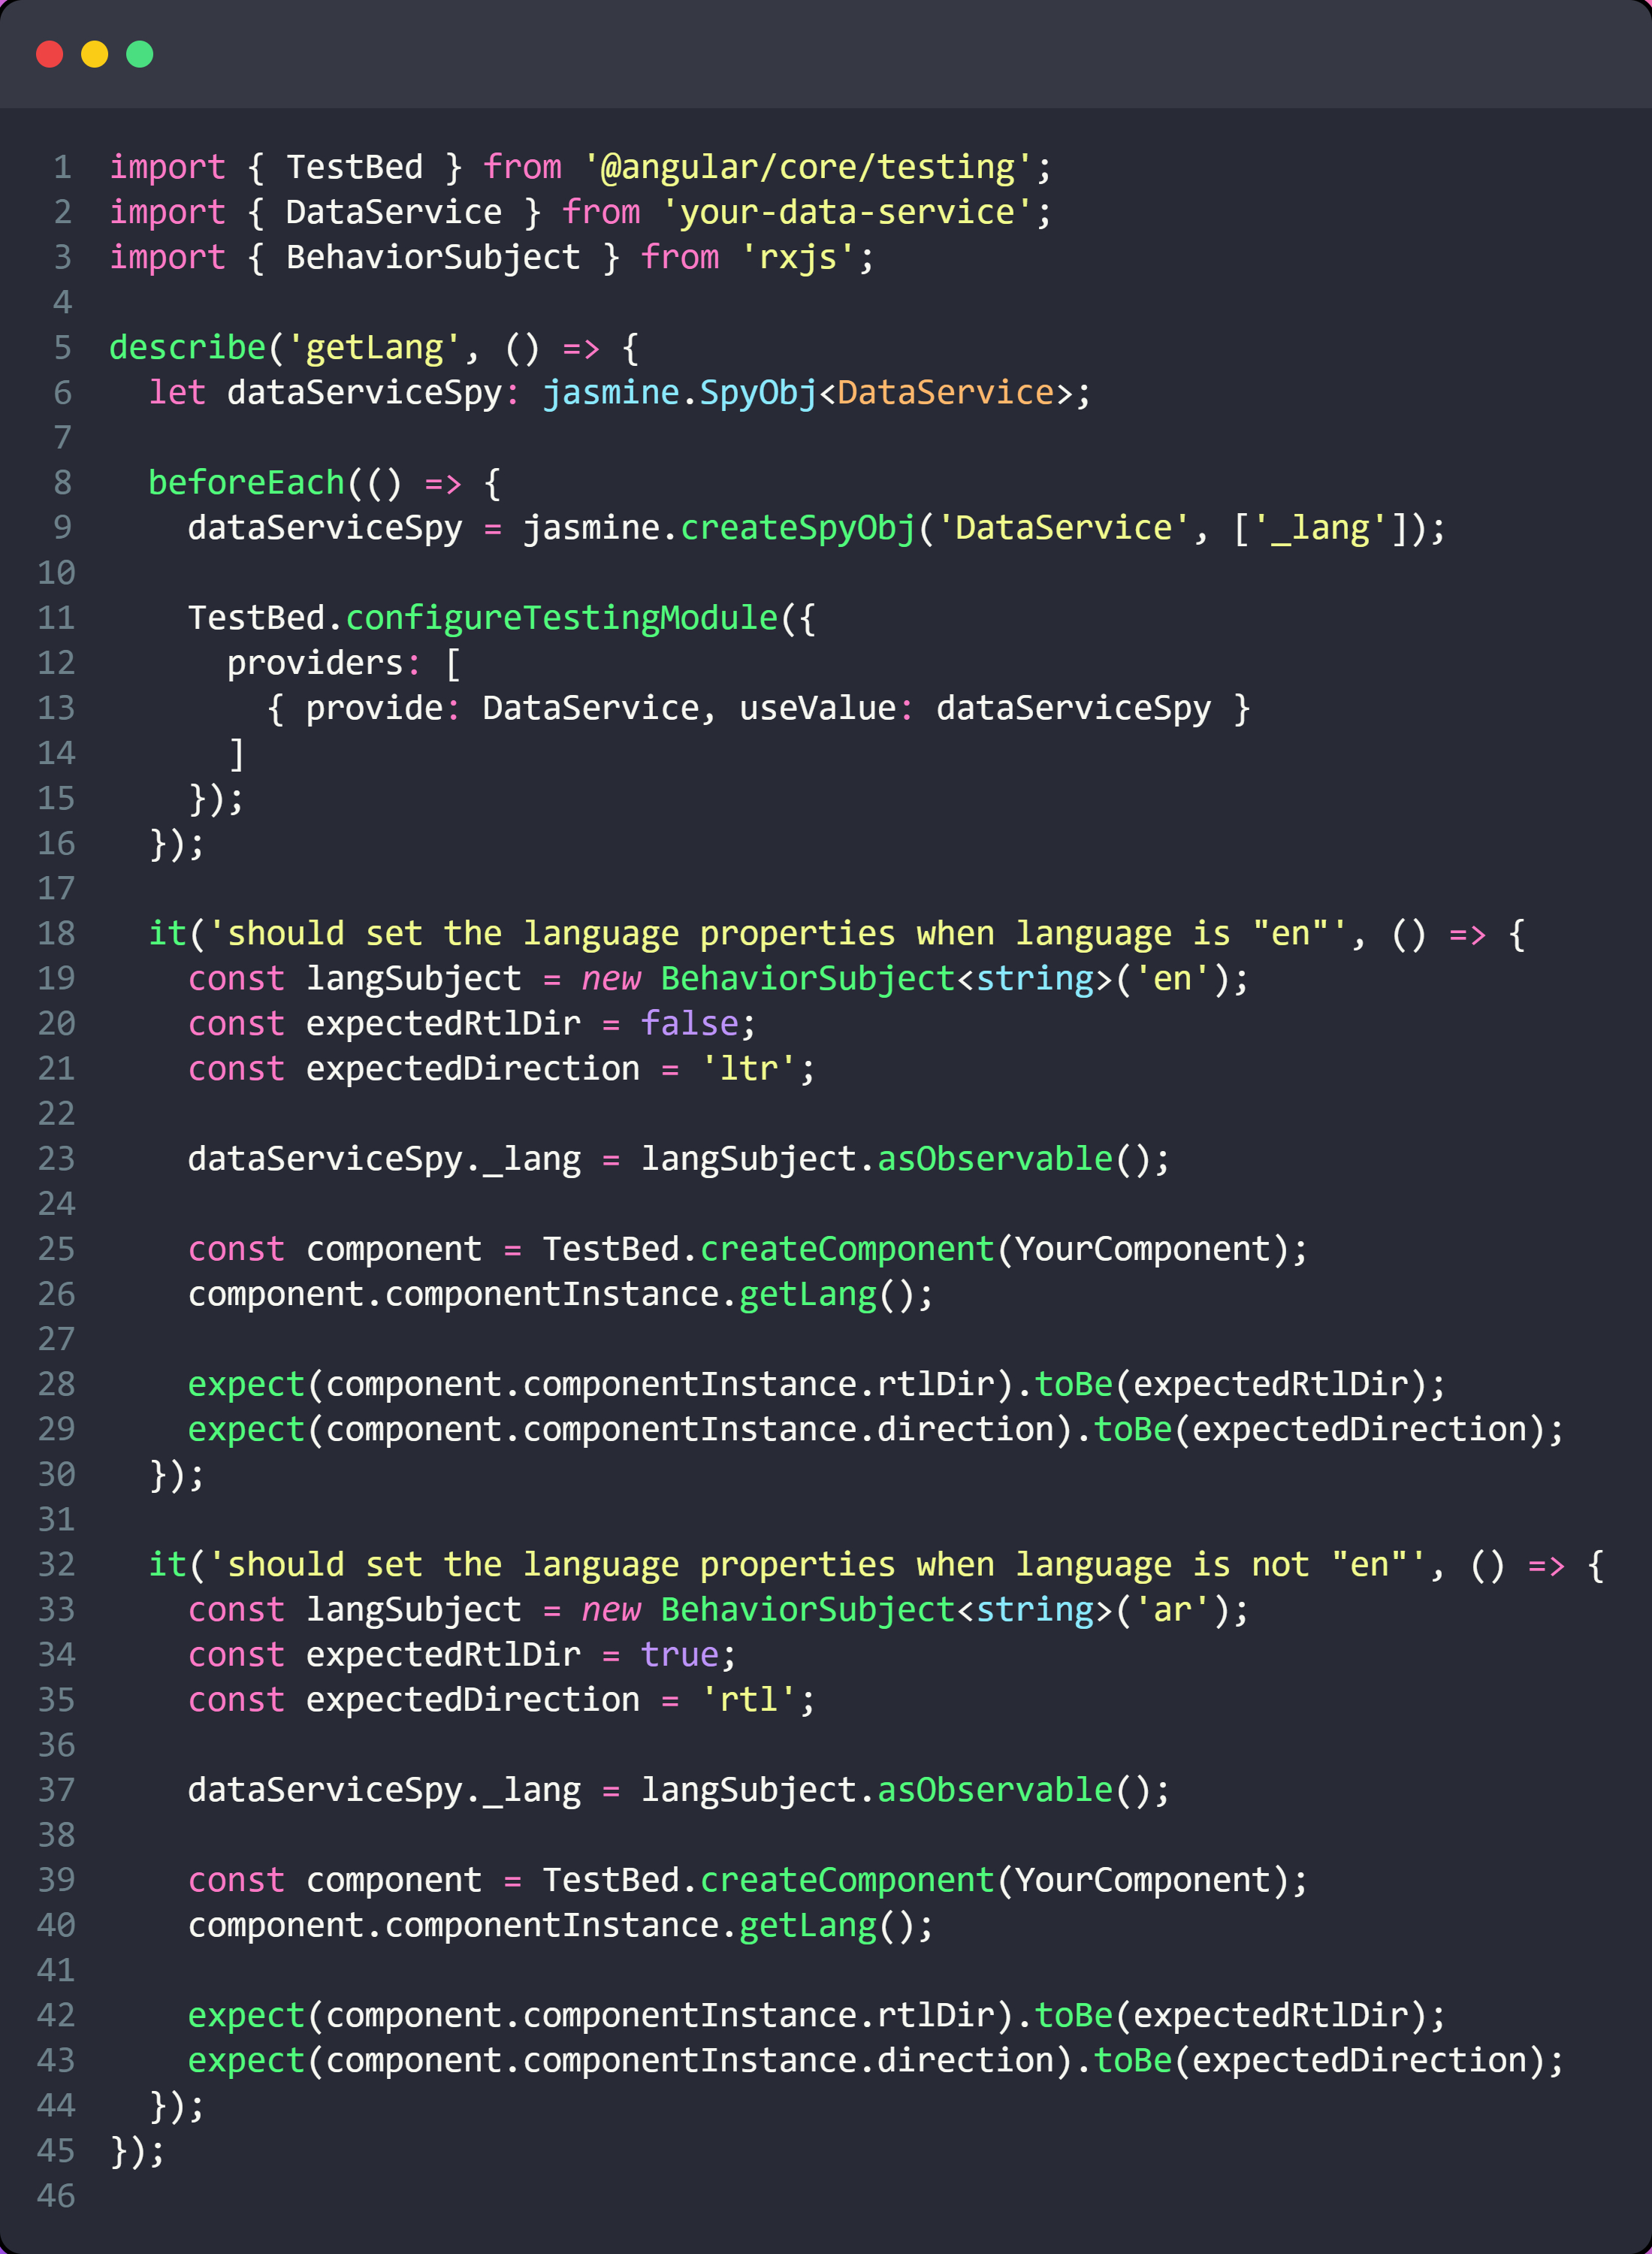 1 import { TestBed } from '@angular/core/testing';
2 import { DataService } from 'your-data-service';
3 import { BehaviorSubject } from 'rxjs';
4
5 describe('getLang', () => {
6   let dataServiceSpy: jasmine.SpyObj<DataService>;
7
8   beforeEach(() => {
9     dataServiceSpy = jasmine.createSpyObj('DataService', ['_lang']);
10
11     TestBed.configureTestingModule({
12       providers: [
13         { provide: DataService, useValue: dataServiceSpy }
14       ]
15     });
16   });
17
18   it('should set the language properties when language is "en"', () => {
19     const langSubject = new BehaviorSubject<string>('en');
20     const expectedRtlDir = false;
21     const expectedDirection = 'ltr';
22
23     dataServiceSpy._lang = langSubject.asObservable();
24
25     const component = TestBed.createComponent(YourComponent);
26     component.componentInstance.getLang();
27
28     expect(component.componentInstance.rtlDir).toBe(expectedRtlDir);
29     expect(component.componentInstance.direction).toBe(expectedDirection);
30   });
31
32   it('should set the language properties when language is not "en"', () => {
33     const langSubject = new BehaviorSubject<string>('ar');
34     const expectedRtlDir = true;
35     const expectedDirection = 'rtl';
36
37     dataServiceSpy._lang = langSubject.asObservable();
38
39     const component = TestBed.createComponent(YourComponent);
40     component.componentInstance.getLang();
41
42     expect(component.componentInstance.rtlDir).toBe(expectedRtlDir);
43     expect(component.componentInstance.direction).toBe(expectedDirection);
44   });
45 });
46